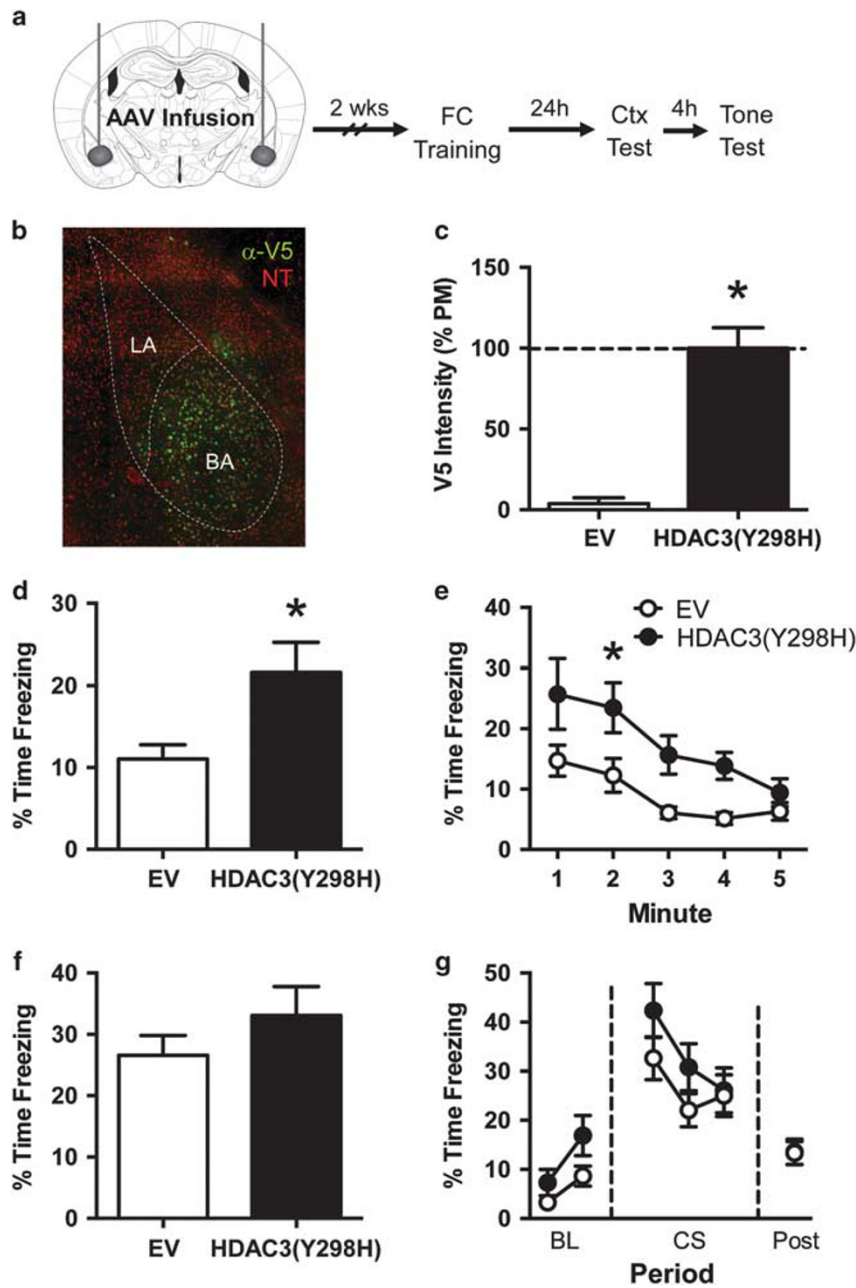 a
AAV Infusion
2 wks
FC
Training
24h
Ctx
Test
4h
Tone
Test
b
α-V5
NT
LA
BA
c
V5 Intensity (% PM)
150
100
50
0
*
EV
HDAC3(Y298H)
d
% Time Freezing
30
20
10
0
*
EV
HDAC3(Y298H)
e
% Time Freezing
40
30
20
10
0
EV
HDAC3(Y298H)
*
1 2 3 4 5
Minute
f
% Time Freezing
40
30
20
10
0
EV
HDAC3(Y298H)
g
% Time Freezing
50
40
30
20
10
0
BL
CS
Post
Period